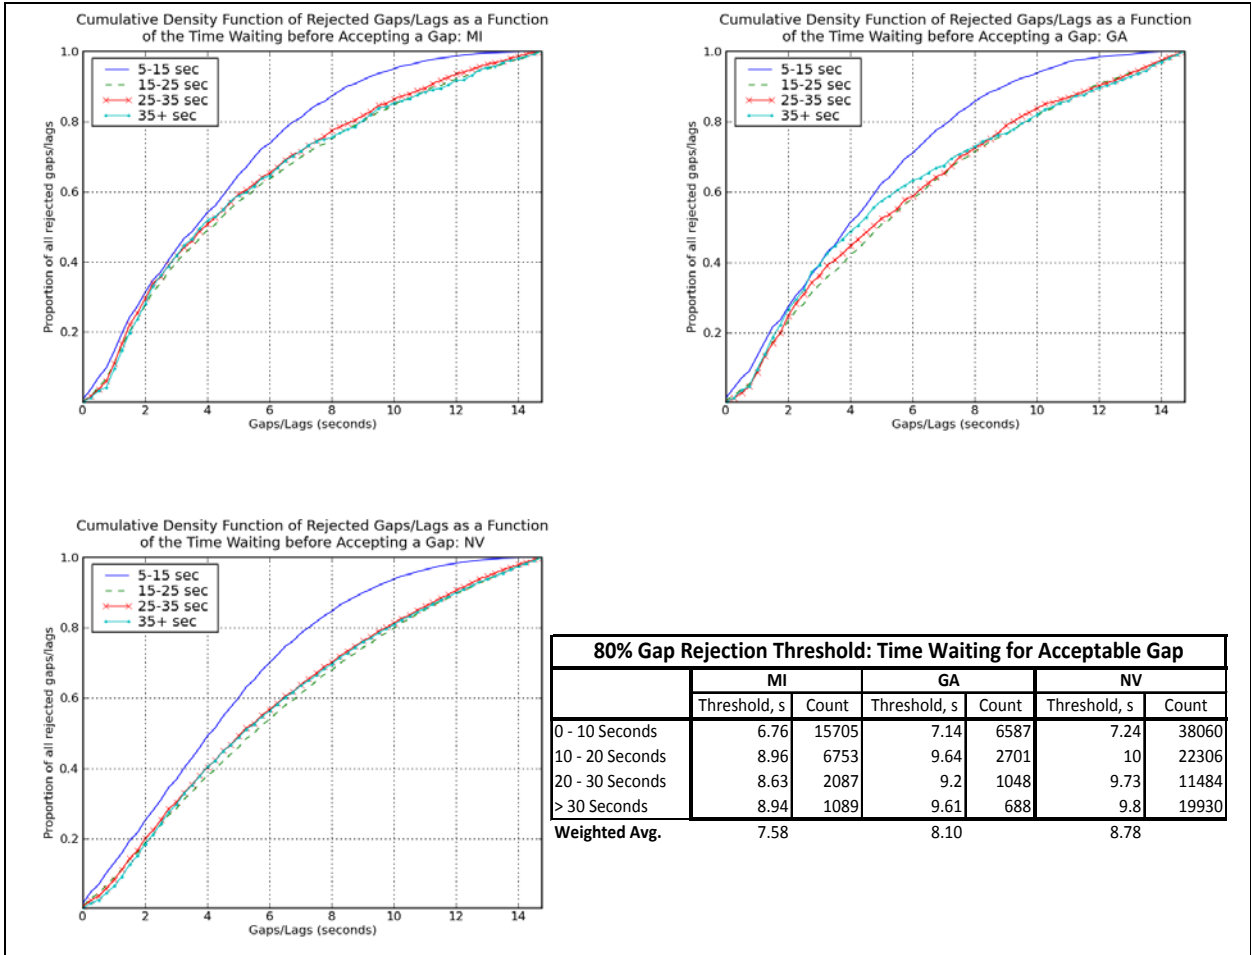 Cumulative Density Function of Rejected Gaps/Lags as a Function
of the Time Waiting before Accepting a Gap: MI
1.0
0.8
0.6
0.4
0.2
Proportion of all rejected gaps/lags
5-15 sec
15-25 sec
25-35 sec
35+ sec
0 2 4 6 8 10 12 14
Gaps/Lags (seconds)
Cumulative Density Function of Rejected Gaps/Lags as a Function
of the Time Waiting before Accepting a Gap: GA
1.0
0.8
0.6
0.4
0.2
Proportion of all rejected gaps/lags
5-15 sec
15-25 sec
25-35 sec
35+ sec
0 2 4 6 8 10 12 14
Gaps/Lags (seconds)
Cumulative Density Function of Rejected Gaps/Lags as a Function
of the Time Waiting before Accepting a Gap: NV
1.0
0.8
0.6
0.4
0.2
Proportion of all rejected gaps/lags
5-15 sec
15-25 sec
25-35 sec
35+ sec
0 2 4 6 8 10 12 14
Gaps/Lags (seconds)
80% Gap Rejection Threshold: Time Waiting for Acceptable Gap
MI GA NV
Threshold, s Count Threshold, s Count Threshold, s Count
0 - 10 Seconds 6.76 15705 7.14 6587 7.24 38060
10 - 20 Seconds 8.96 6753 9.64 2701 10 22306
20 - 30 Seconds 8.63 2087 9.2 1048 9.73 11484
> 30 Seconds 8.94 1089 9.61 688 9.8 19930
Weighted Avg. 7.58 8.10 8.78